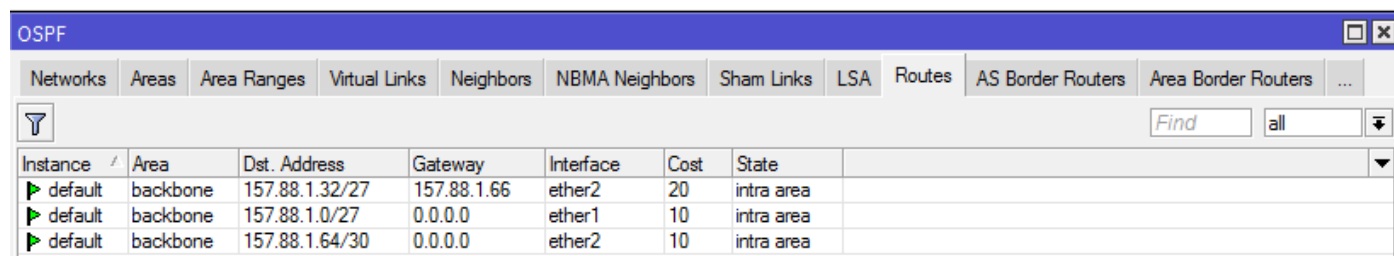 OSPF
Networks Areas Area Ranges Virtual Links Neighbors NBMA Neighbors Sham Links LSA Routes AS Border Routers Area Border Routers ...
Find all
Instance Area Dst. Address Gateway Interface Cost State
default backbone 157.88.1.32/27 157.88.1.66 ether2 20 intra area
default backbone 157.88.1.0/27 0.0.0.0 ether1 10 intra area
default backbone 157.88.1.64/30 0.0.0.0 ether2 10 intra area